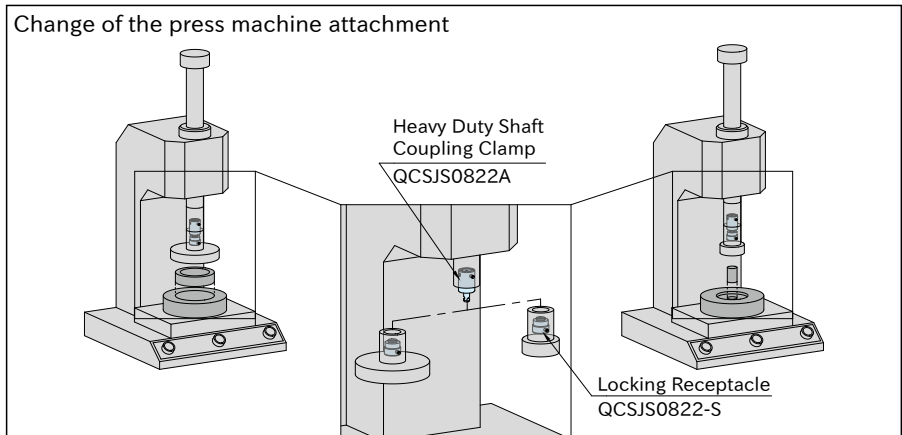 Change of the press machine attachment
Heavy Duty Shaft
Coupling Clamp
QCSJS0822A
Locking Receptacle
QCSJS0822-S